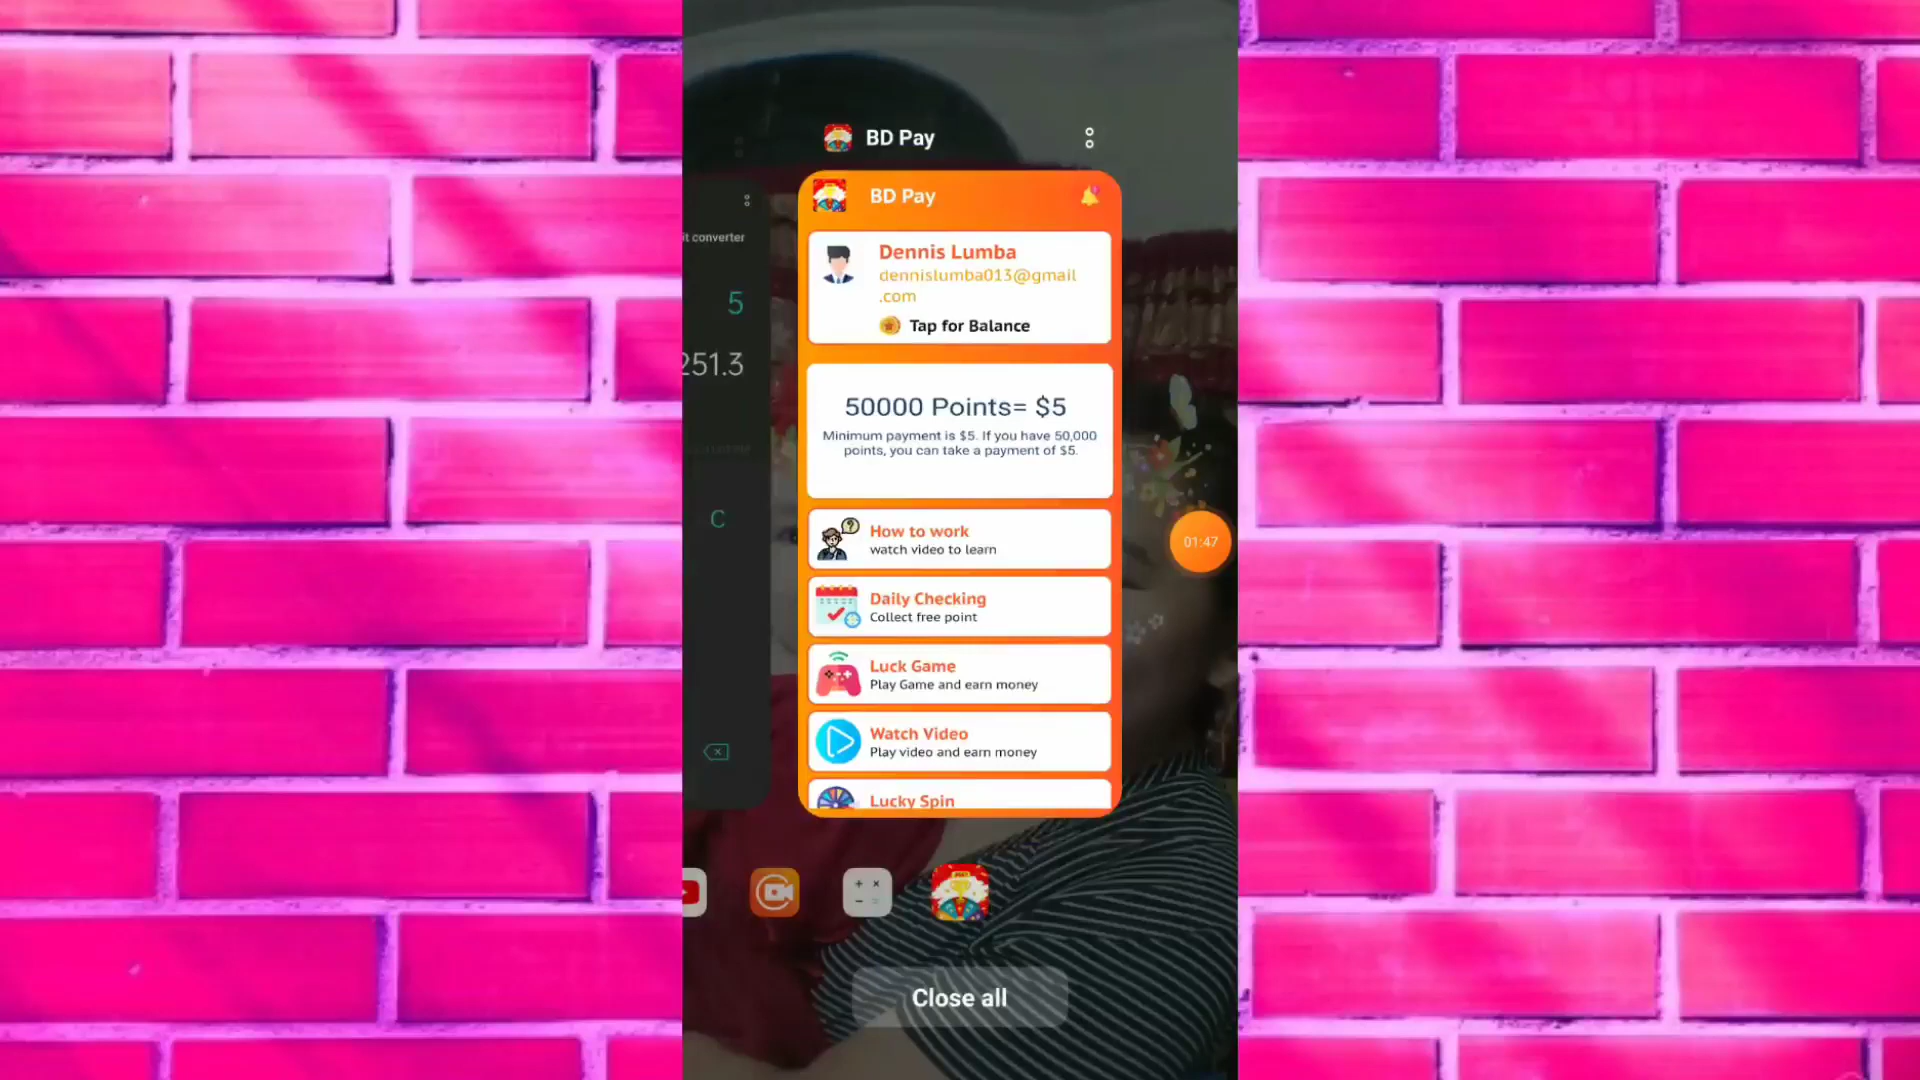 BD Pay
BD Pay
Dennis Lumba
dennislumba013@gmail
.com
Tap for Balance
50000 Points= $5
Minimum payment is $5. If you have 50,000
points, you can take a payment of $5.
How to work
watch video to learn
Daily Checking
Collect free point
Luck Game
Play Game and earn money
Watch Video
Play video and earn money
Lucky Spin
it converter
5
251.3
C
01:47
Close all